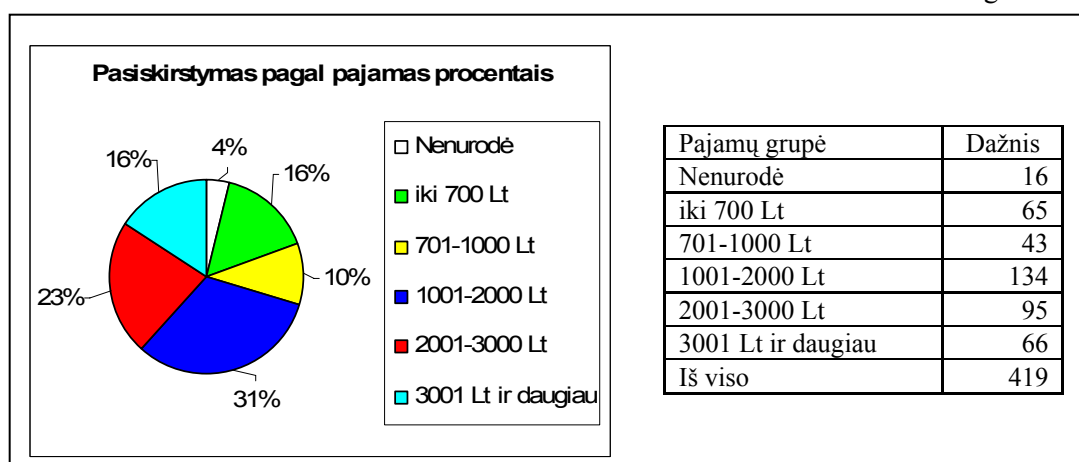 Pasiskirstymas pagal pajamas procentais
4%
16%
10%
31%
23%
16%
Nenurodė
iki 700 Lt
701-1000 Lt
1001-2000 Lt
2001-3000 Lt
3001 Lt ir daugiau
Pajamų grupė Dažnis
Nenurodė 16
iki 700 Lt 65
701-1000 Lt 43
1001-2000 Lt 134
2001-3000 Lt 95
3001 Lt ir daugiau 66
Iš viso 419